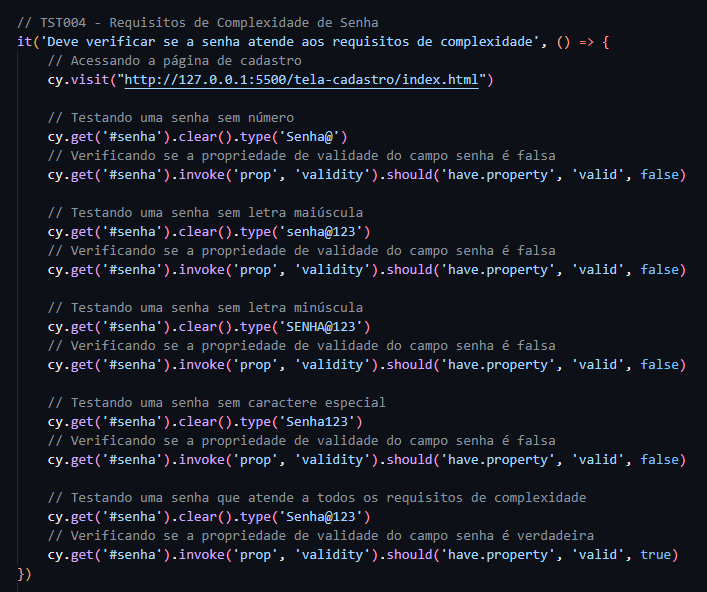 // TST004 - Requisitos de Complexidade de Senha
it('Deve verificar se a senha atende aos requisitos de complexidade', () => {
// Acessando a página de cadastro
cy.visit("http://127.0.0.1:5500/tela-cadastro/index.html")
// Testando uma senha sem número
cy.get('#senha').clear().type('Senha@')
// Verificando se a propriedade de validade do campo senha é falsa
cy.get('#senha').invoke('prop', 'validity').should('have.property', 'valid', false)
// Testando uma senha sem letra maiúscula
cy.get('#senha').clear().type('senha@123')
// Verificando se a propriedade de validade do campo senha é falsa
cy.get('#senha').invoke('prop', 'validity').should('have.property', 'valid', false)
// Testando uma senha sem letra minúscula
cy.get('#senha').clear().type('SENHA@123')
// Verificando se a propriedade de validade do campo senha é falsa
cy.get('#senha').invoke('prop', 'validity').should('have.property', 'valid', false)
// Testando uma senha sem caractere especial
cy.get('#senha').clear().type('Senha123')
// Verificando se a propriedade de validade do campo senha é falsa
cy.get('#senha').invoke('prop', 'validity').should('have.property', 'valid', false)
// Testando uma senha que atende a todos os requisitos de complexidade
cy.get('#senha').clear().type('Senha@123')
// Verificando se a propriedade de validade do campo senha é verdadeira
cy.get('#senha').invoke('prop', 'validity').should('have.property', 'valid', true)
})